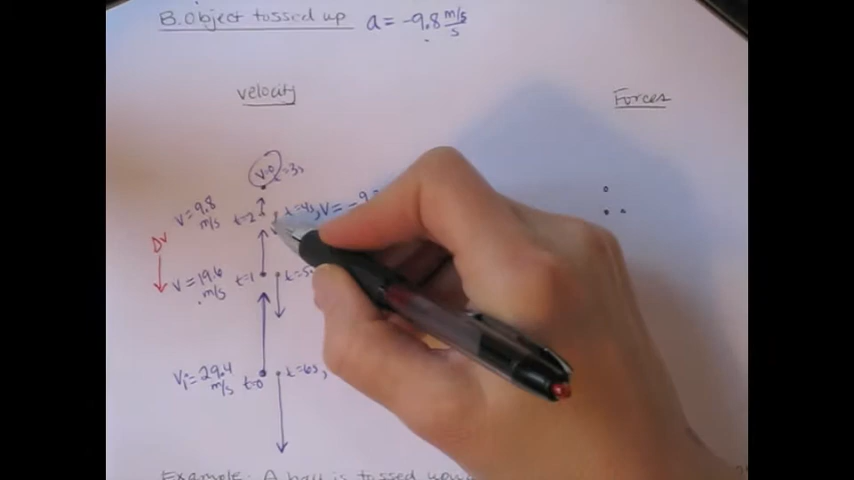 B. Object tossed up a = -9.8 m/s/s
velocity
Forces
v=0
t=3s
v = 9.8 m/s
t=2
t=4s, v = -9.
Δv
v = 19.6 m/s
t=1
t=5
vi = 29.4 m/s
t=0
t=6s,
Example: A ball is tossed